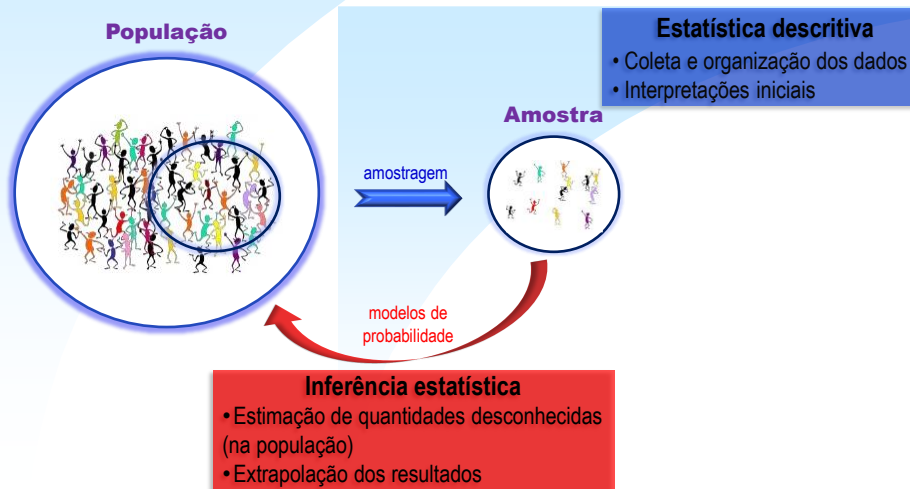 População
Estatística descritiva
• Coleta e organização dos dados
• Interpretações iniciais
Amostra
amostragem
modelos de
probabilidade
Inferência estatística
• Estimação de quantidades desconhecidas
(na população)
• Extrapolação dos resultados